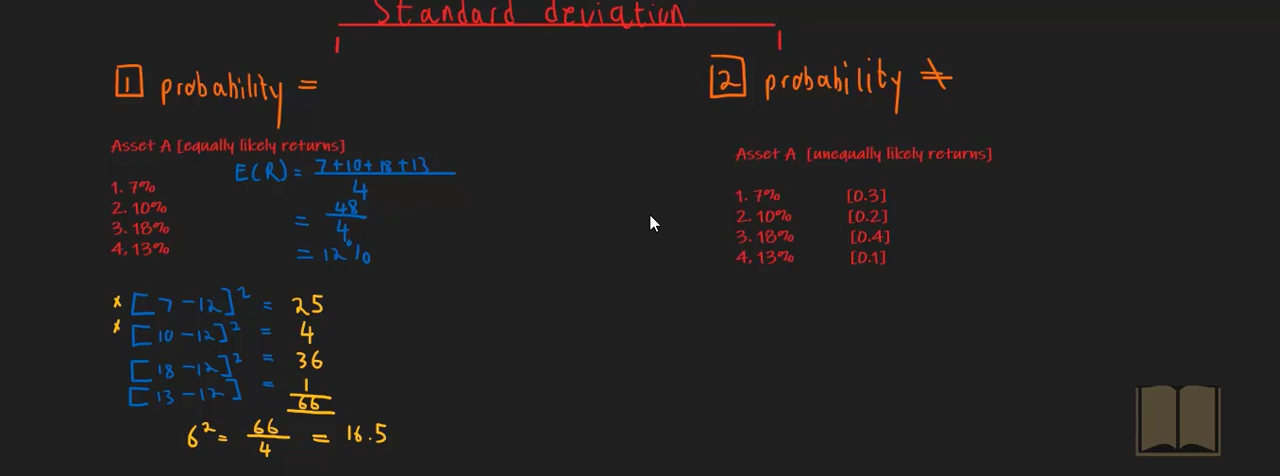 Standard deviation
1 probability =
Asset A [equally likely returns]
1. 7%
2. 10%
3. 18%
4, 13%
E(R) = 7+10+18+13
4
= 48
4
= 12%
* [7-12]² = 25
* [10-12]² = 4
[18-12]² = 36
[13-12] = 1
66
6² = 66
4
= 16.5
2 probability ≠
Asset A [unequally likely returns]
1. 7% [0.3]
2. 10% [0.2]
3. 18% [0.4]
4, 13% [0.1]